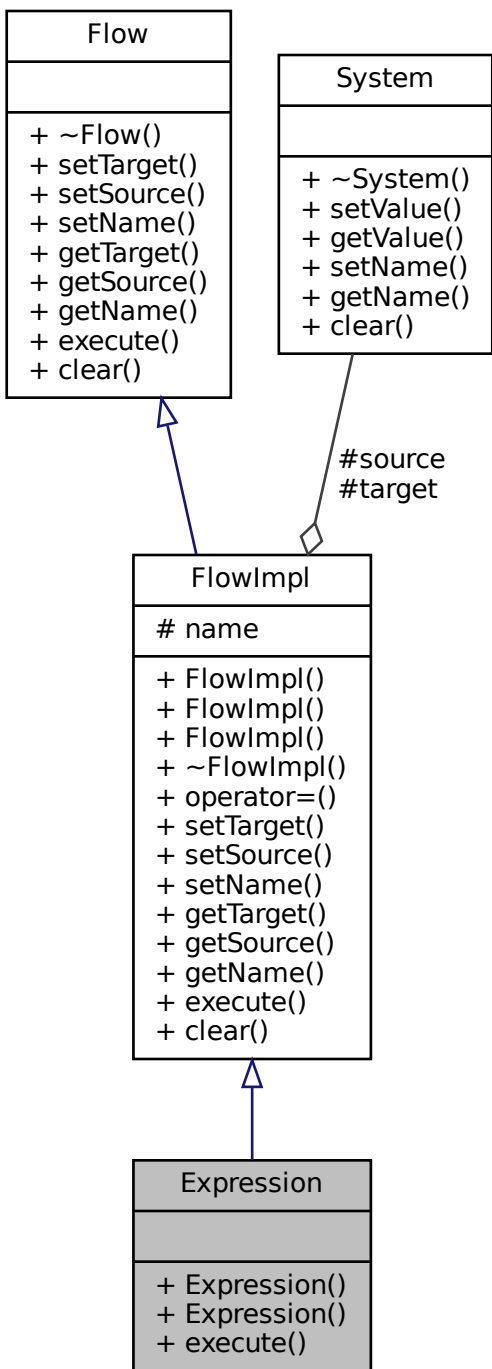 Flow
+ ~Flow()
+ setTarget()
+ setSource()
+ setName()
+ getTarget()
+ getSource()
+ getName()
+ execute()
+ clear()
System
+ ~System()
+ setValue()
+ getValue()
+ setName()
+ getName()
+ clear()
#source
#target
FlowImpl
# name
+ FlowImpl()
+ FlowImpl()
+ FlowImpl()
+ ~FlowImpl()
+ operator=()
+ setTarget()
+ setSource()
+ setName()
+ getTarget()
+ getSource()
+ getName()
+ execute()
+ clear()
Expression
+ Expression()
+ Expression()
+ execute()